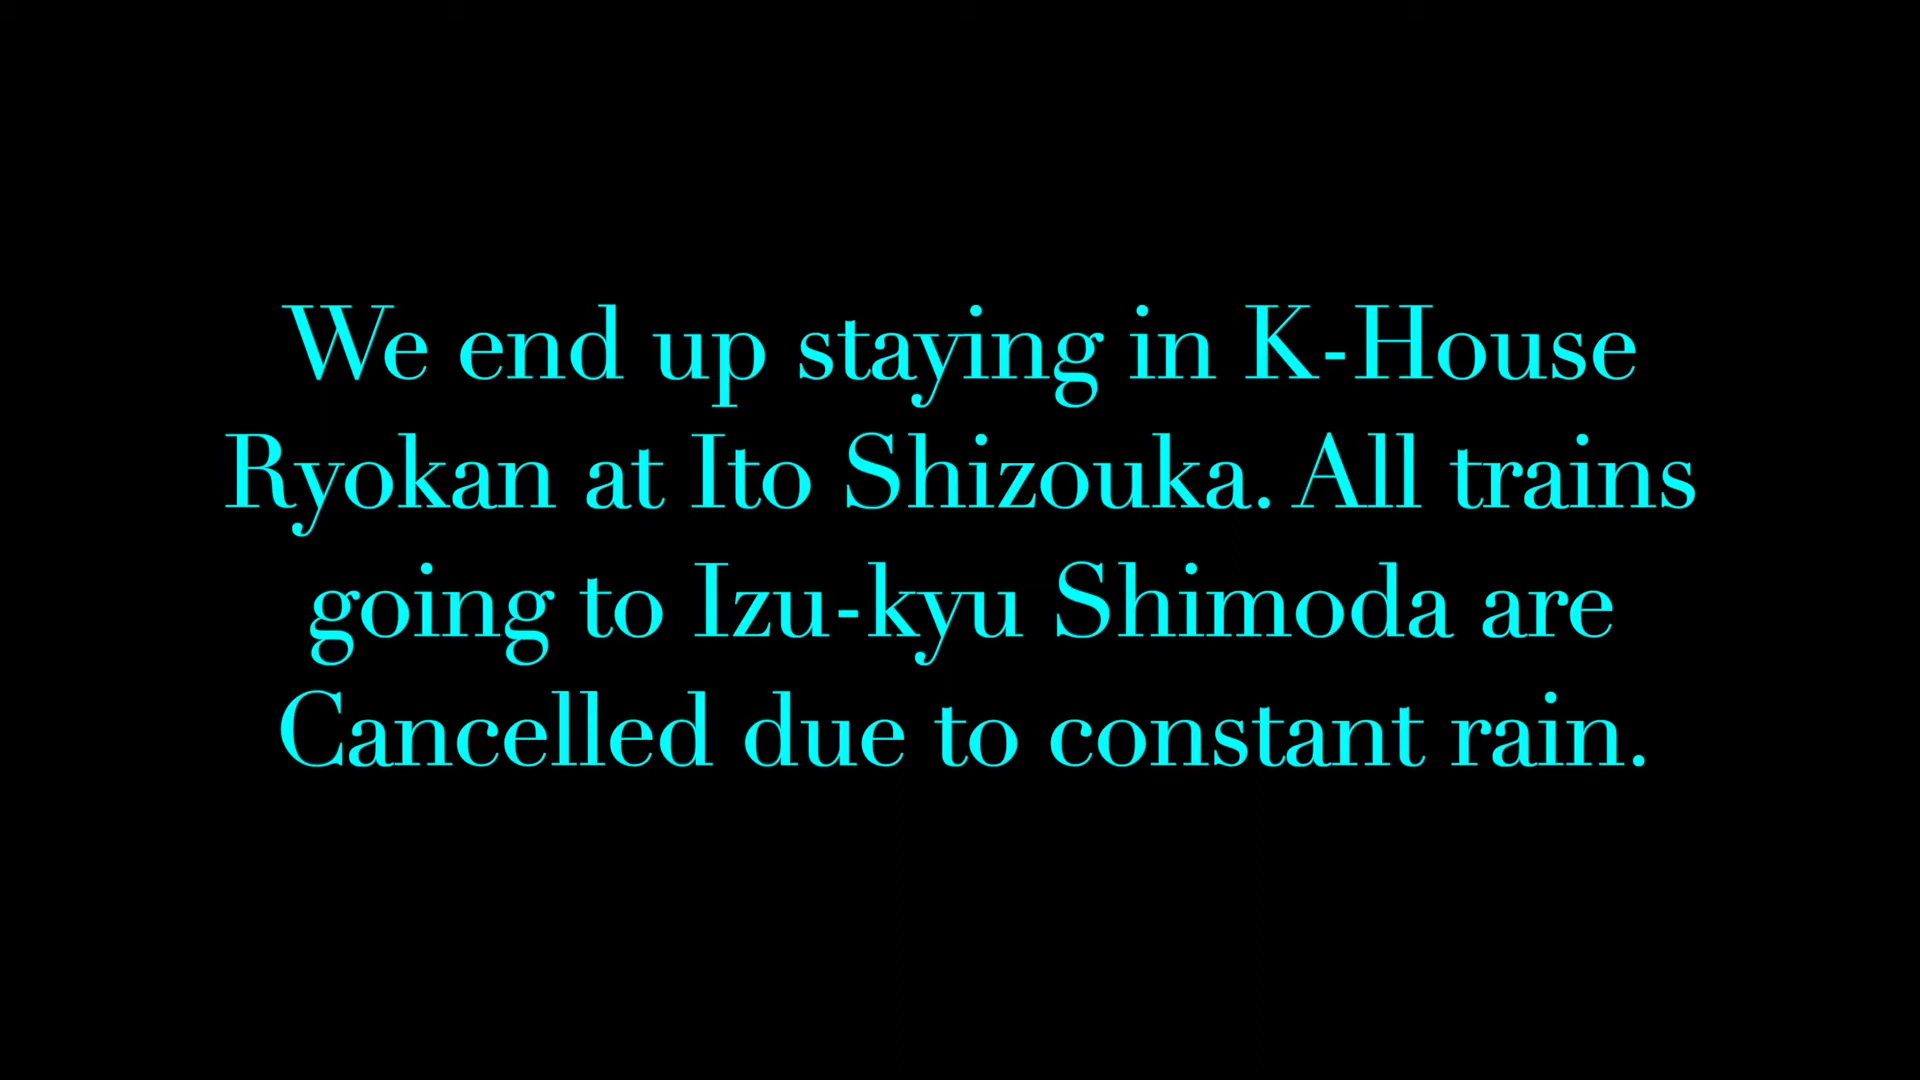 We end up staying in K-House
Ryokan at Ito Shizouka. All trains
going to Izu-kyu Shimoda are
Cancelled due to constant rain.